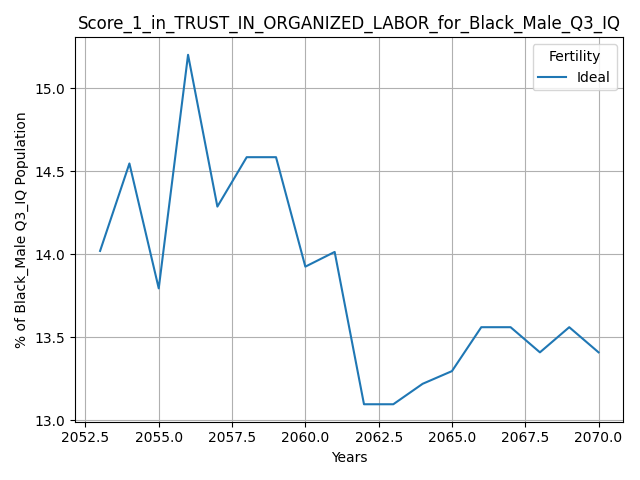 Score_1_in_TRUST_IN_ORGANIZED_LABOR_for_Black_Male_Q3_IQ
Fertility
Ideal
% of Black_Male Q3_IQ Population
15.0
14.5
14.0
13.5
13.0
2052.5 2055.0 2057.5 2060.0 2062.5 2065.0 2067.5 2070.0
Years